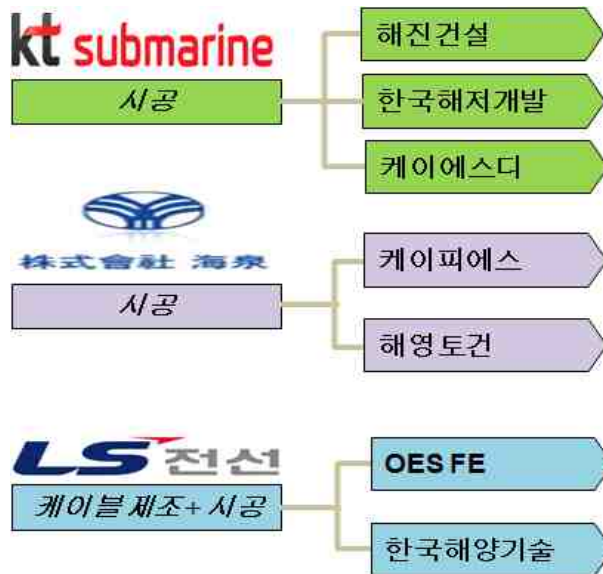 kt submarine
시공
해진건설
한국해저개발
케이에스디
株式會社 海泉
시공
케이피에스
해영토건
LS전선
케이블 제조+ 시공
OES FE
한국해양기술